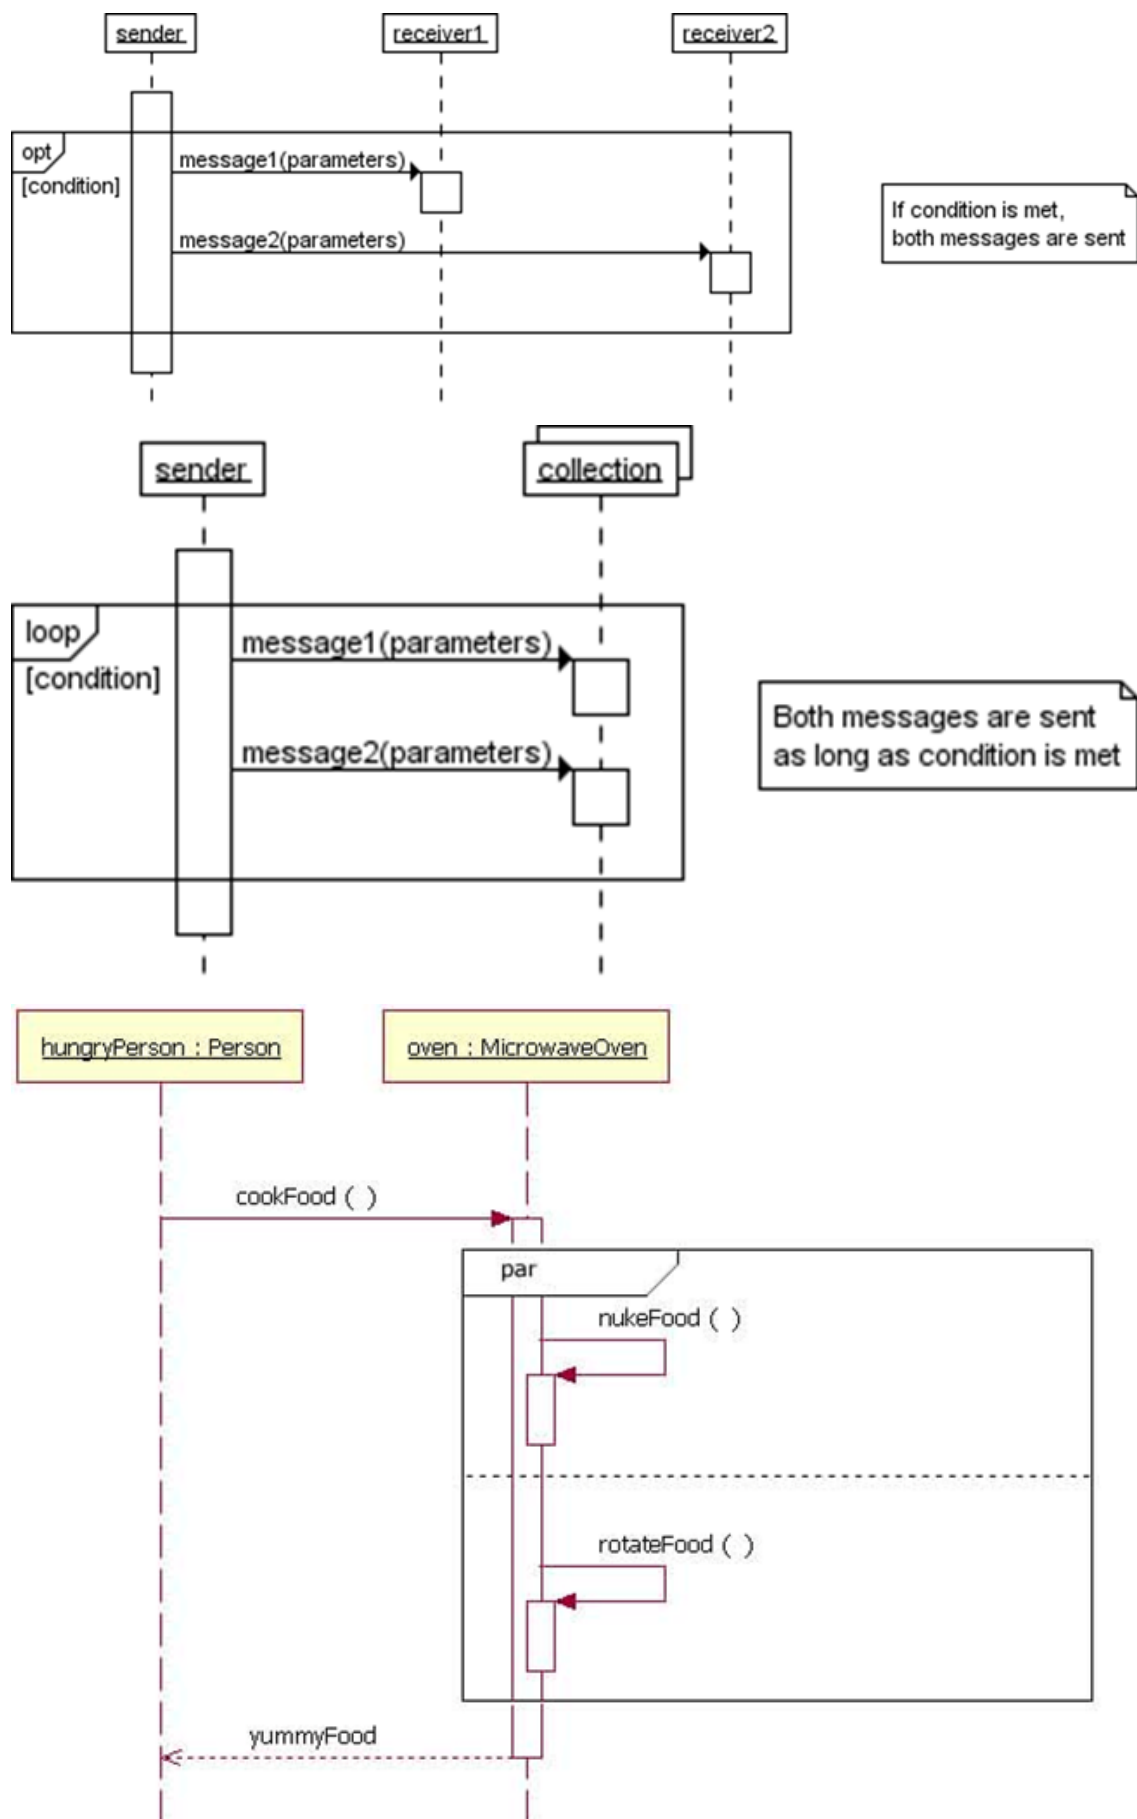 sender receiver1 receiver2
opt
message1(parameters)
[condition]
If condition is met,
both messages are sent
message2(parameters)
sender collection
loop
message1(parameters)
[condition]
Both messages are sent
as long as condition is met
message2(parameters)
hungryPerson : Person oven : MicrowaveOven
cookFood ( )
par
nukeFood ( )
rotateFood ( )
yummyFood